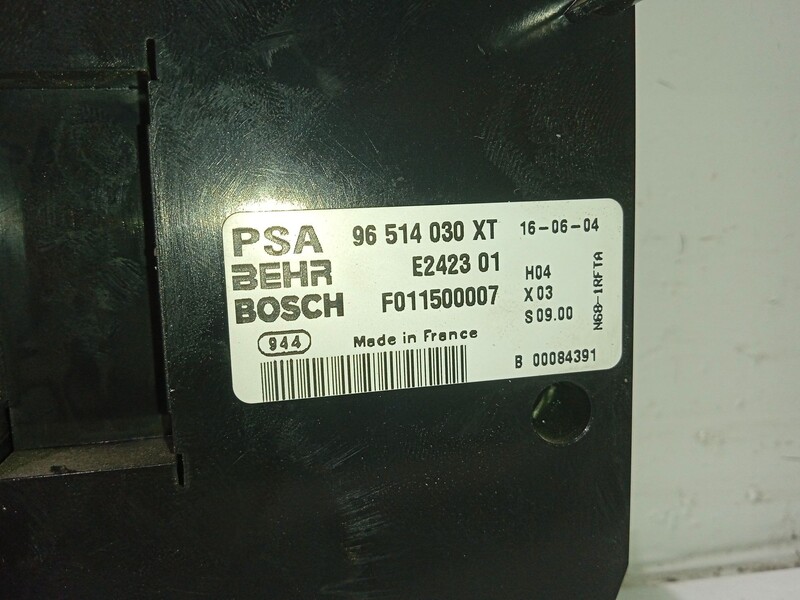 PSA 96 514 030 XT 16-06-04
BEHR E2423 01 H04
BOSCH F011500007 X03
S 09.00
N68-1RFTA
944 Made in France
B 00084391